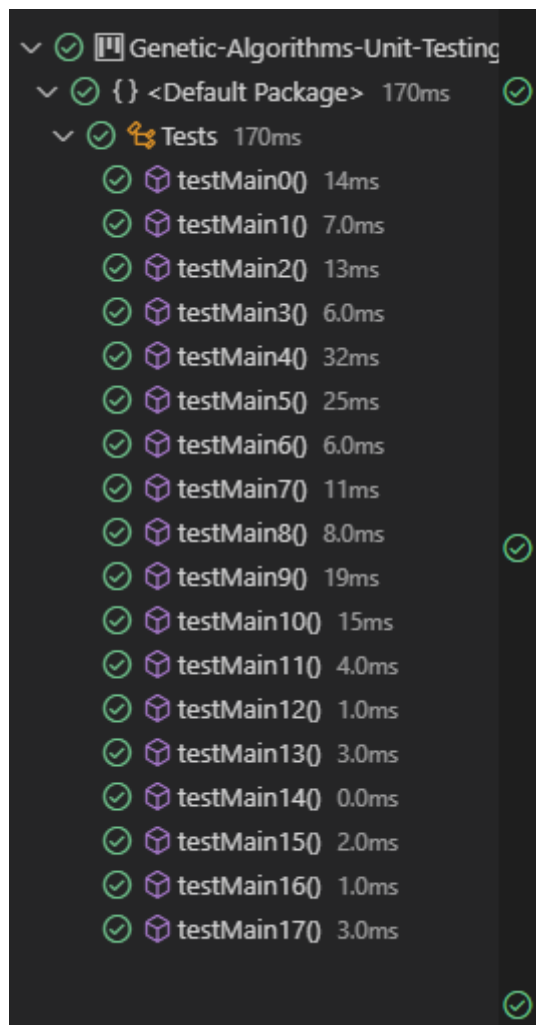 Genetic-Algorithms-Unit-Testing
{} <Default Package> 170ms
Tests 170ms
testMain0() 14ms
testMain1() 7.0ms
testMain2() 13ms
testMain3() 6.0ms
testMain4() 32ms
testMain5() 25ms
testMain6() 6.0ms
testMain7() 11ms
testMain8() 8.0ms
testMain9() 19ms
testMain10() 15ms
testMain11() 4.0ms
testMain12() 1.0ms
testMain13() 3.0ms
testMain14() 0.0ms
testMain15() 2.0ms
testMain16() 1.0ms
testMain17() 3.0ms